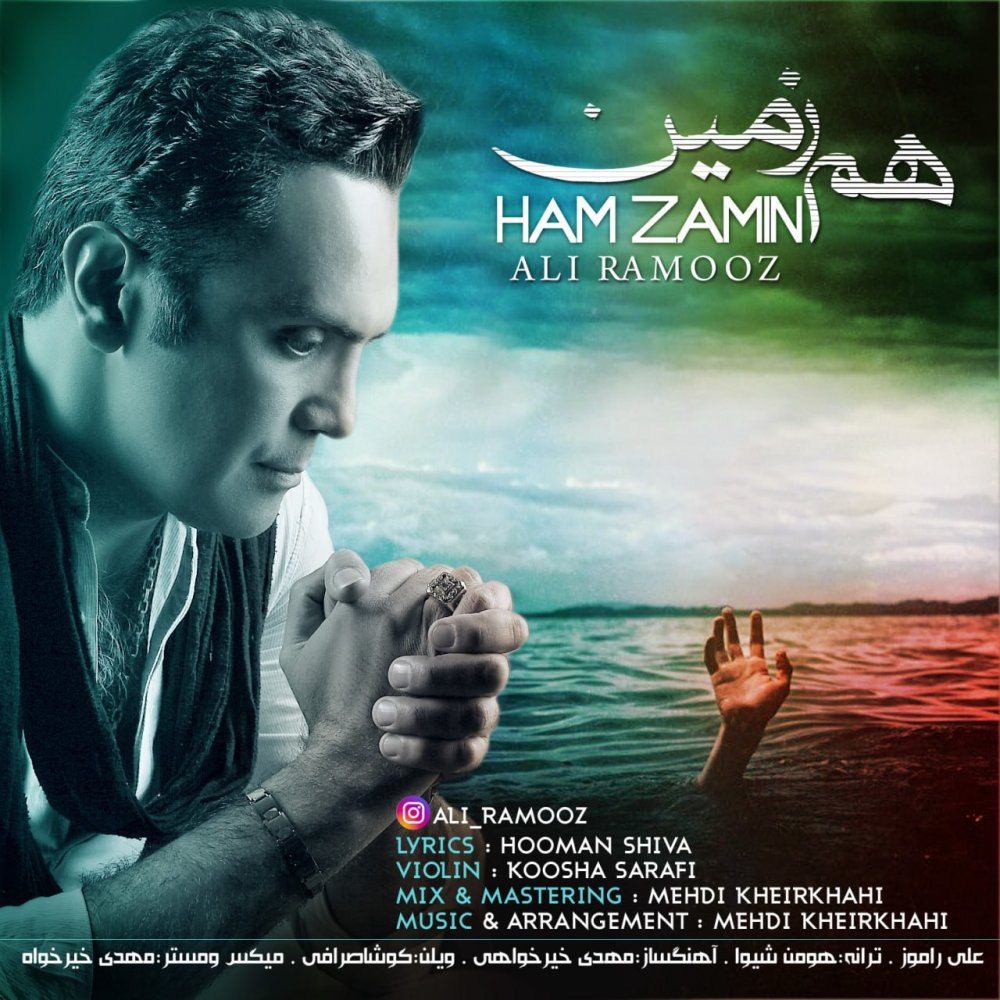 هم زمین
HAM ZAMIN
ALI RAMOOZ
ALI_RAMOOZ
LYRICS : HOOMAN SHIVA
VIOLIN : KOOSHA SARAFI
MIX & MASTERING : MEHDI KHEIRKHAHI
MUSIC & ARRANGEMENT : MEHDI KHEIRKHAHI
علی راموز . ترانه:هومن شیوا . آهنگساز:مهدی خیرخواهی . ویلن:کوشاصرافی . میکس ومستر:مهدی خیرخواه